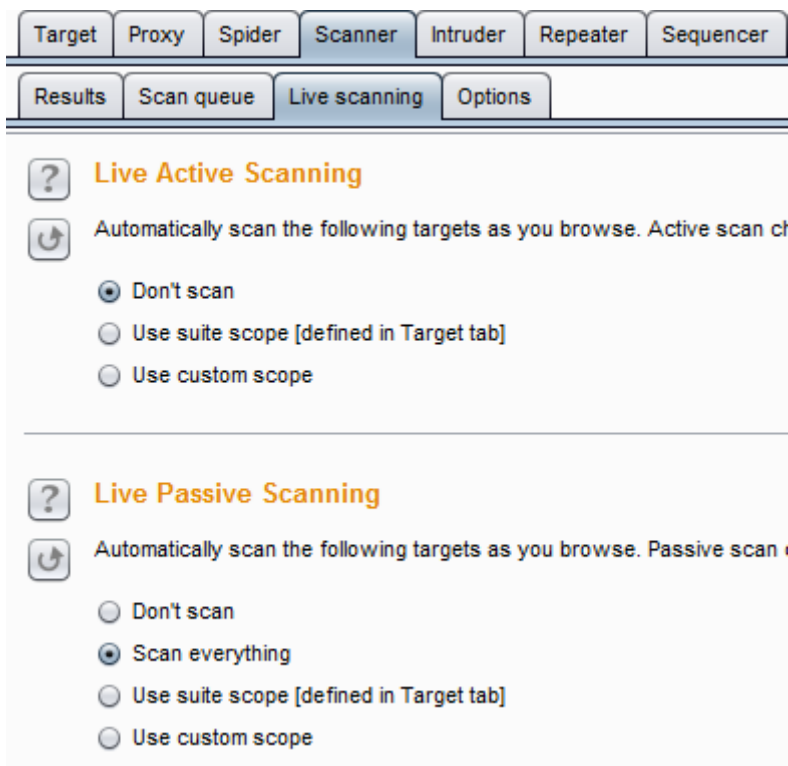 Target Proxy Spider Scanner Intruder Repeater Sequencer
Results Scan queue Live scanning Options
? Live Active Scanning
Automatically scan the following targets as you browse. Active scan ch
Don't scan
Use suite scope [defined in Target tab]
Use custom scope
? Live Passive Scanning
Automatically scan the following targets as you browse. Passive scan
Don't scan
Scan everything
Use suite scope [defined in Target tab]
Use custom scope